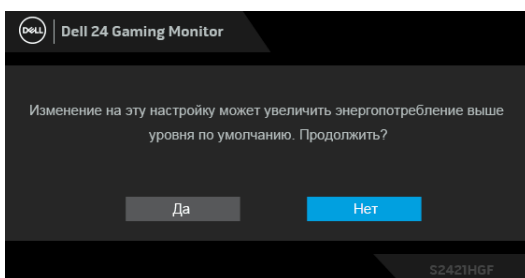 DELL Dell 24 Gaming Monitor
Изменение на эту настройку может увеличить энергопотребление выше
уровня по умолчанию. Продолжить?
Да Нет
S2421HGF